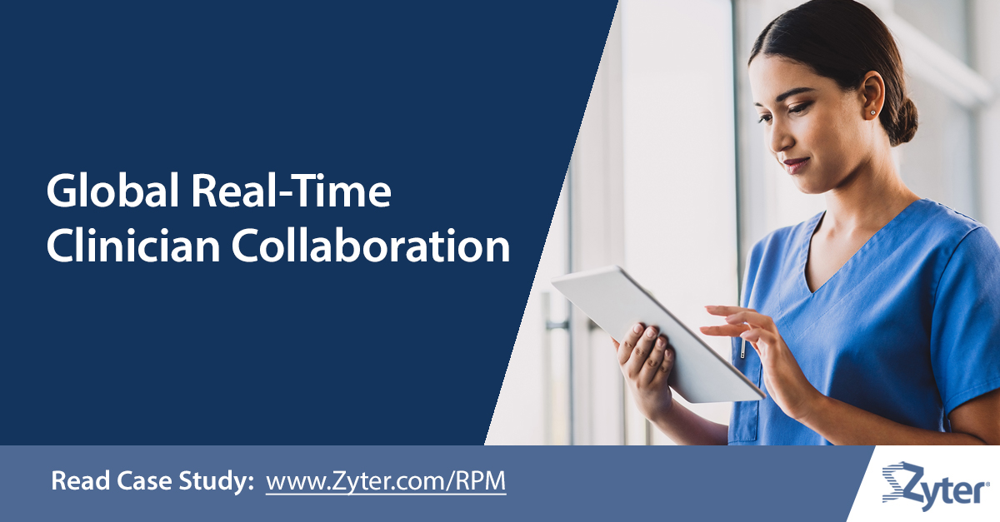 Global Real-Time
Clinician Collaboration
Read Case Study: www.Zyter.com/RPM
Zyter®